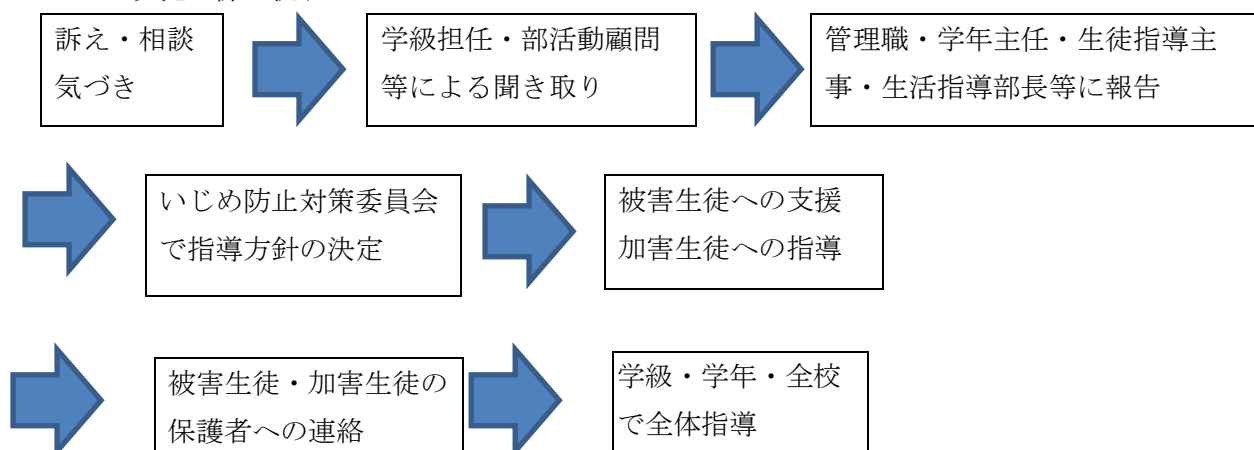 訴え・相談
気づき
学級担任・部活動顧問
等による聞き取り
管理職・学年主任・生徒指導主
事・生活指導部長等に報告
いじめ防止対策委員会
で指導方針の決定
被害生徒への支援
加害生徒への指導
被害生徒・加害生徒の
保護者への連絡
学級・学年・全校
で全体指導